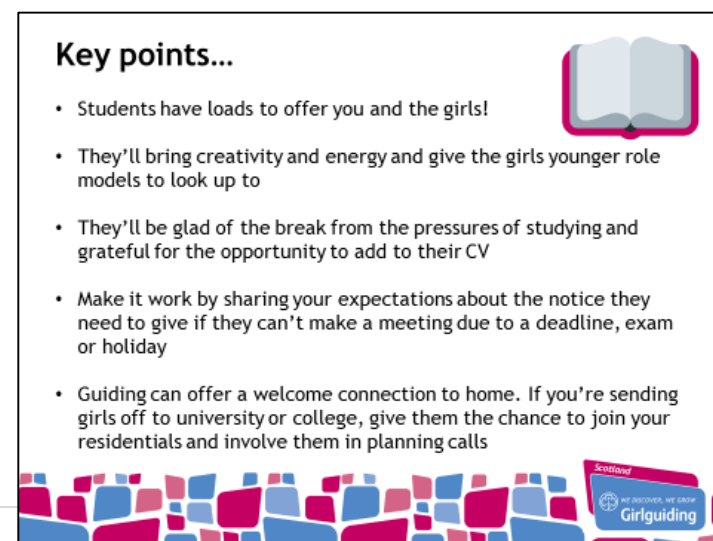 Key points...
• Students have loads to offer you and the girls!
• They'll bring creativity and energy and give the girls younger role
models to look up to
• They'll be glad of the break from the pressures of studying and
grateful for the opportunity to add to their CV
• Make it work by sharing your expectations about the notice they
need to give if they can't make a meeting due to a deadline, exam
or holiday
• Guiding can offer a welcome connection to home. If you're sending
girls off to university or college, give them the chance to join your
residentials and involve them in planning calls
Scotland
WE DISCOVER, WE GROW
Girlguiding